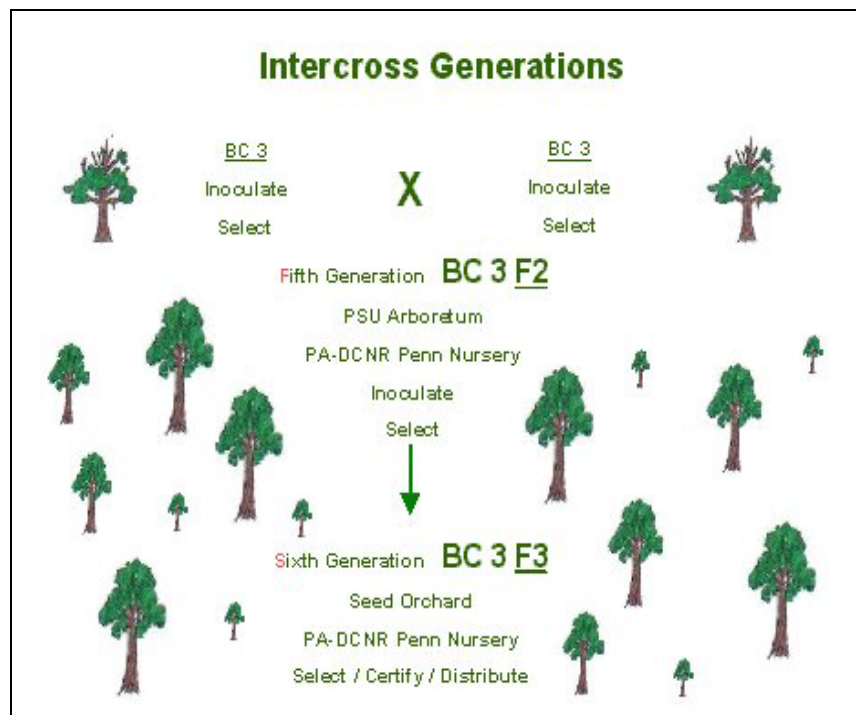 Intercross Generations
BC 3 BC 3
Inoculate X Inoculate
Select Select
Fifth Generation BC 3 F2
PSU Arboretum
PA-DCNR Penn Nursery
Inoculate
Select
Sixth Generation BC 3 F3
Seed Orchard
PA-DCNR Penn Nursery
Select / Certify / Distribute